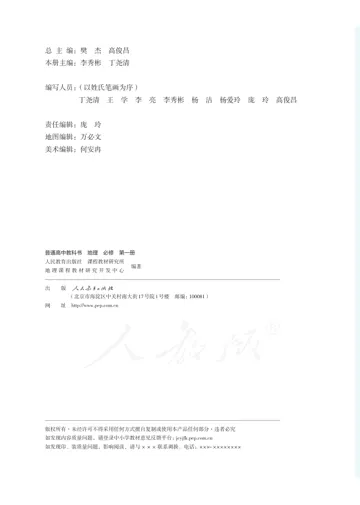 总 主 编：樊 杰 高俊昌
本册主编：李秀彬 丁尧清
编写人员：（以姓氏笔画为序）
丁尧清 王 学 李 亮 李秀彬 杨 洁 杨爱玲 庞 玲 高俊昌
责任编辑：庞 玲
地图编辑：万必文
美术编辑：何安冉
普通高中教科书 地理 必修 第一册
人民教育出版社 课程教材研究所
地理课程教材研究开发中心 编著
出 版 人民教育出版社
（北京市海淀区中关村南大街17号院1号楼 邮编：100081）
网 址 http://www.pep.com.cn
人教版®
版权所有·未经许可不得采用任何方式擅自复制或使用本产品任何部分·违者必究
如发现内容质量问题，请登录中小学教材意见反馈平台：jcyjfk.pep.com.cn
如发现印、装质量问题，影响阅读，请与×××联系调换。电话：×××-××××××××